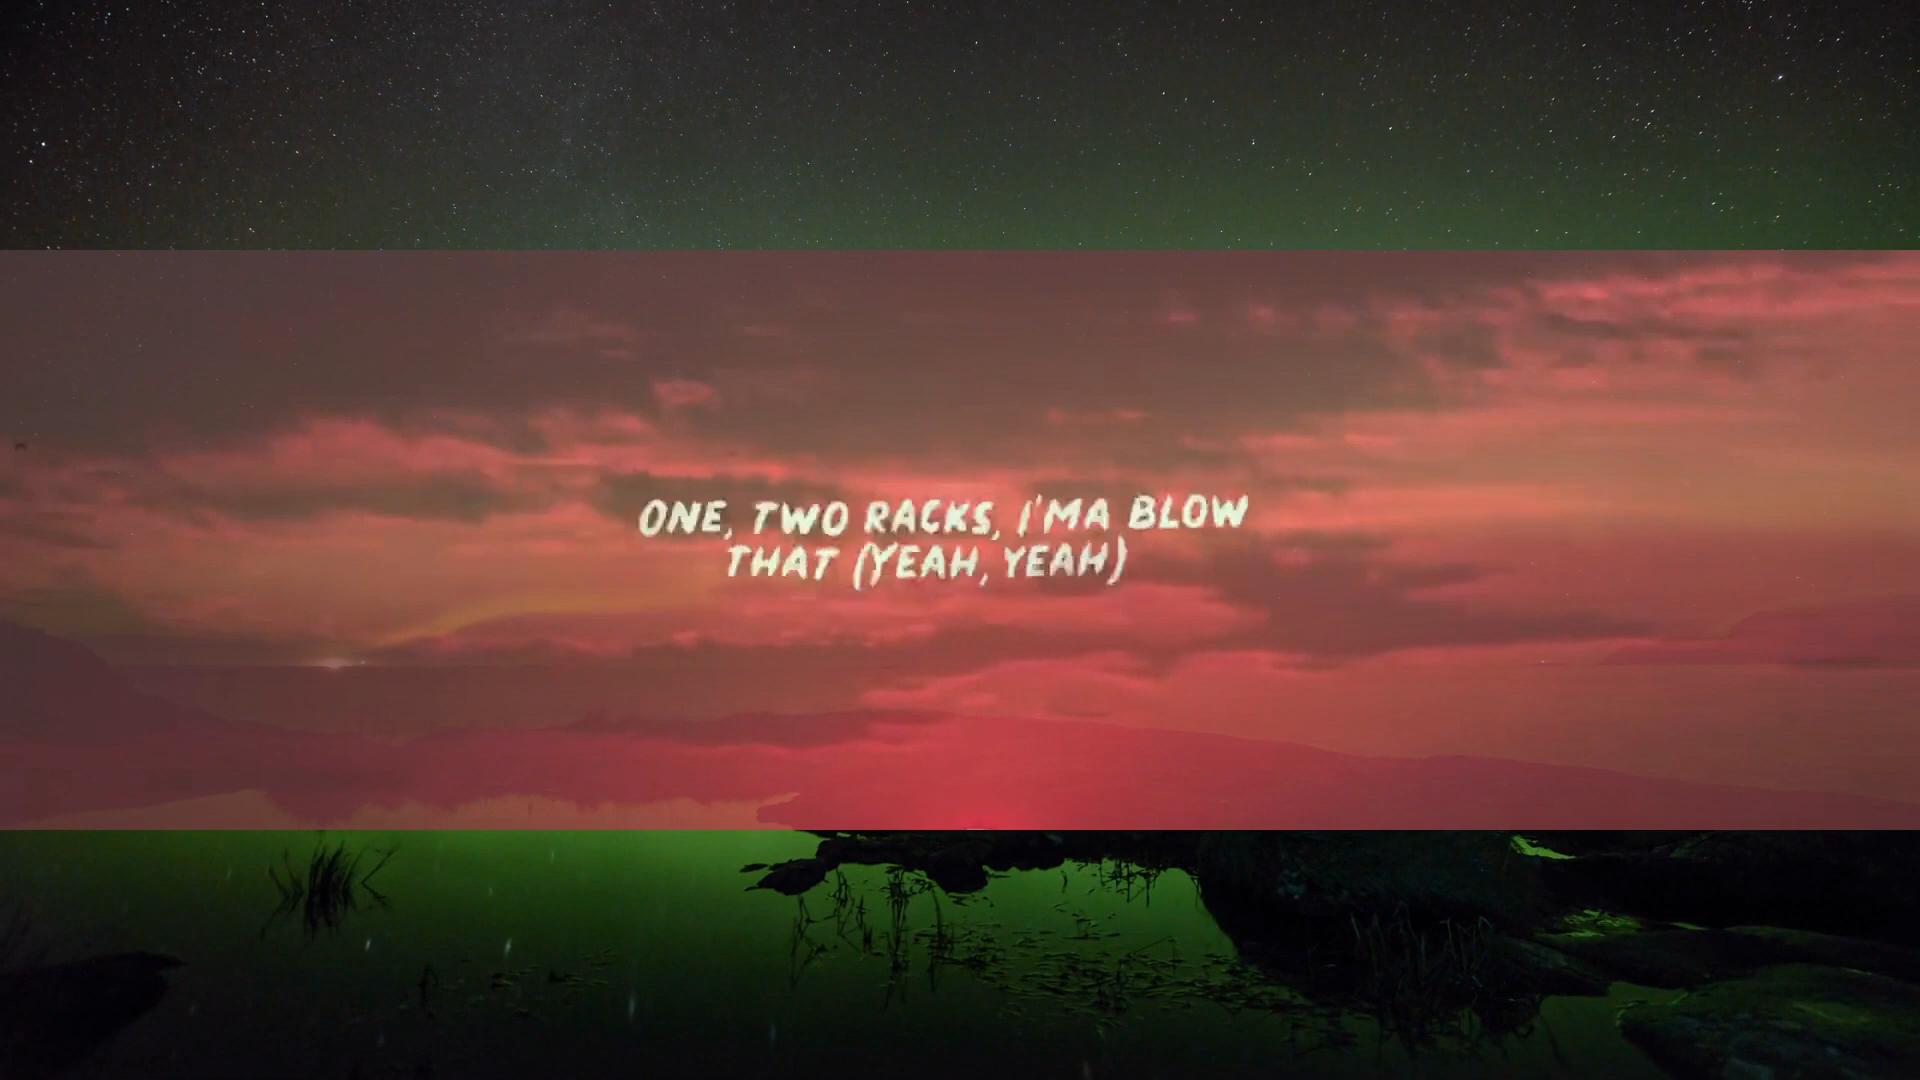 ONE, TWO RACKS, I'MA BLOW
THAT (YEAH, YEAH)